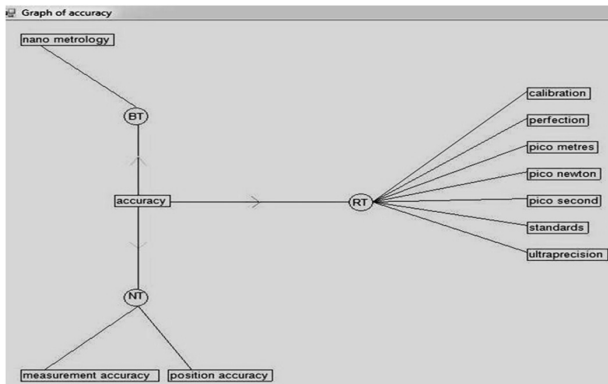 Graph of accuracy
nano metrology
BT
calibration
perfection
pico metres
pico newton
accuracy
RT
pico second
standards
ultraprecision
NT
measurement accuracy
position accuracy